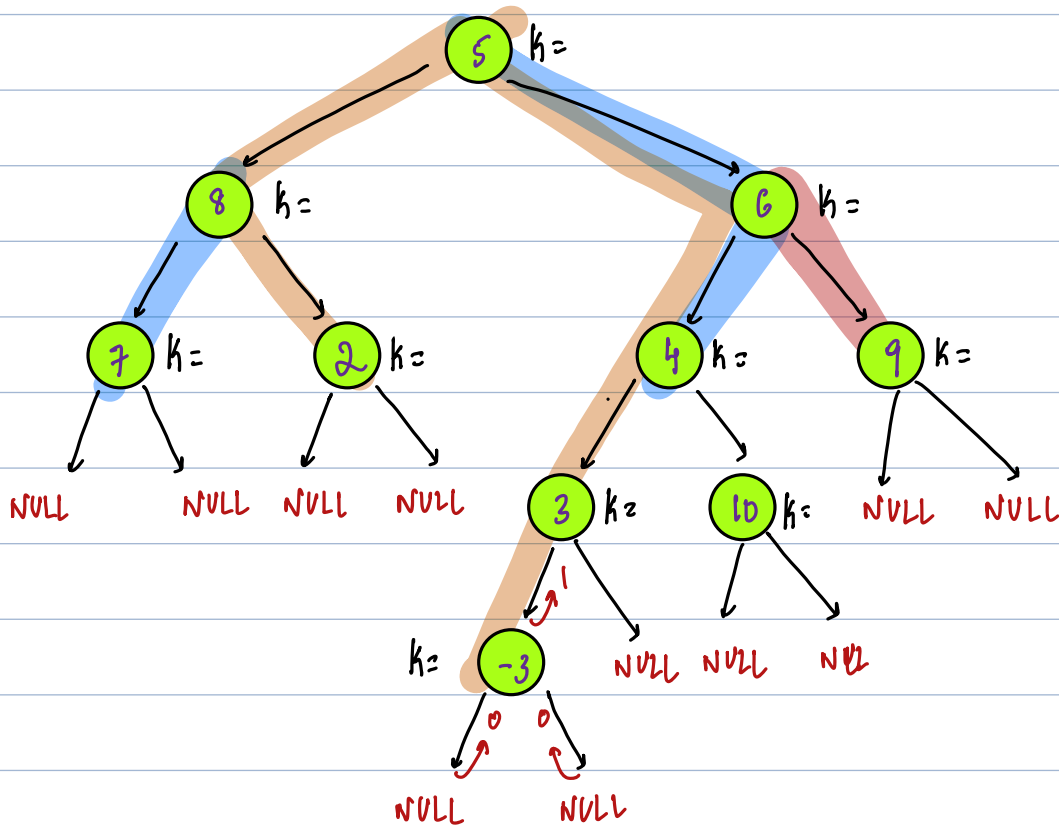 5 k=
8 k= 6 k=
7 k= 2 k= 4 k= 9 k=
NULL NULL NULL NULL 3 k= 10 k= NULL NULL
1
k= -3 NULL NULL NULL
0 0
NULL NULL